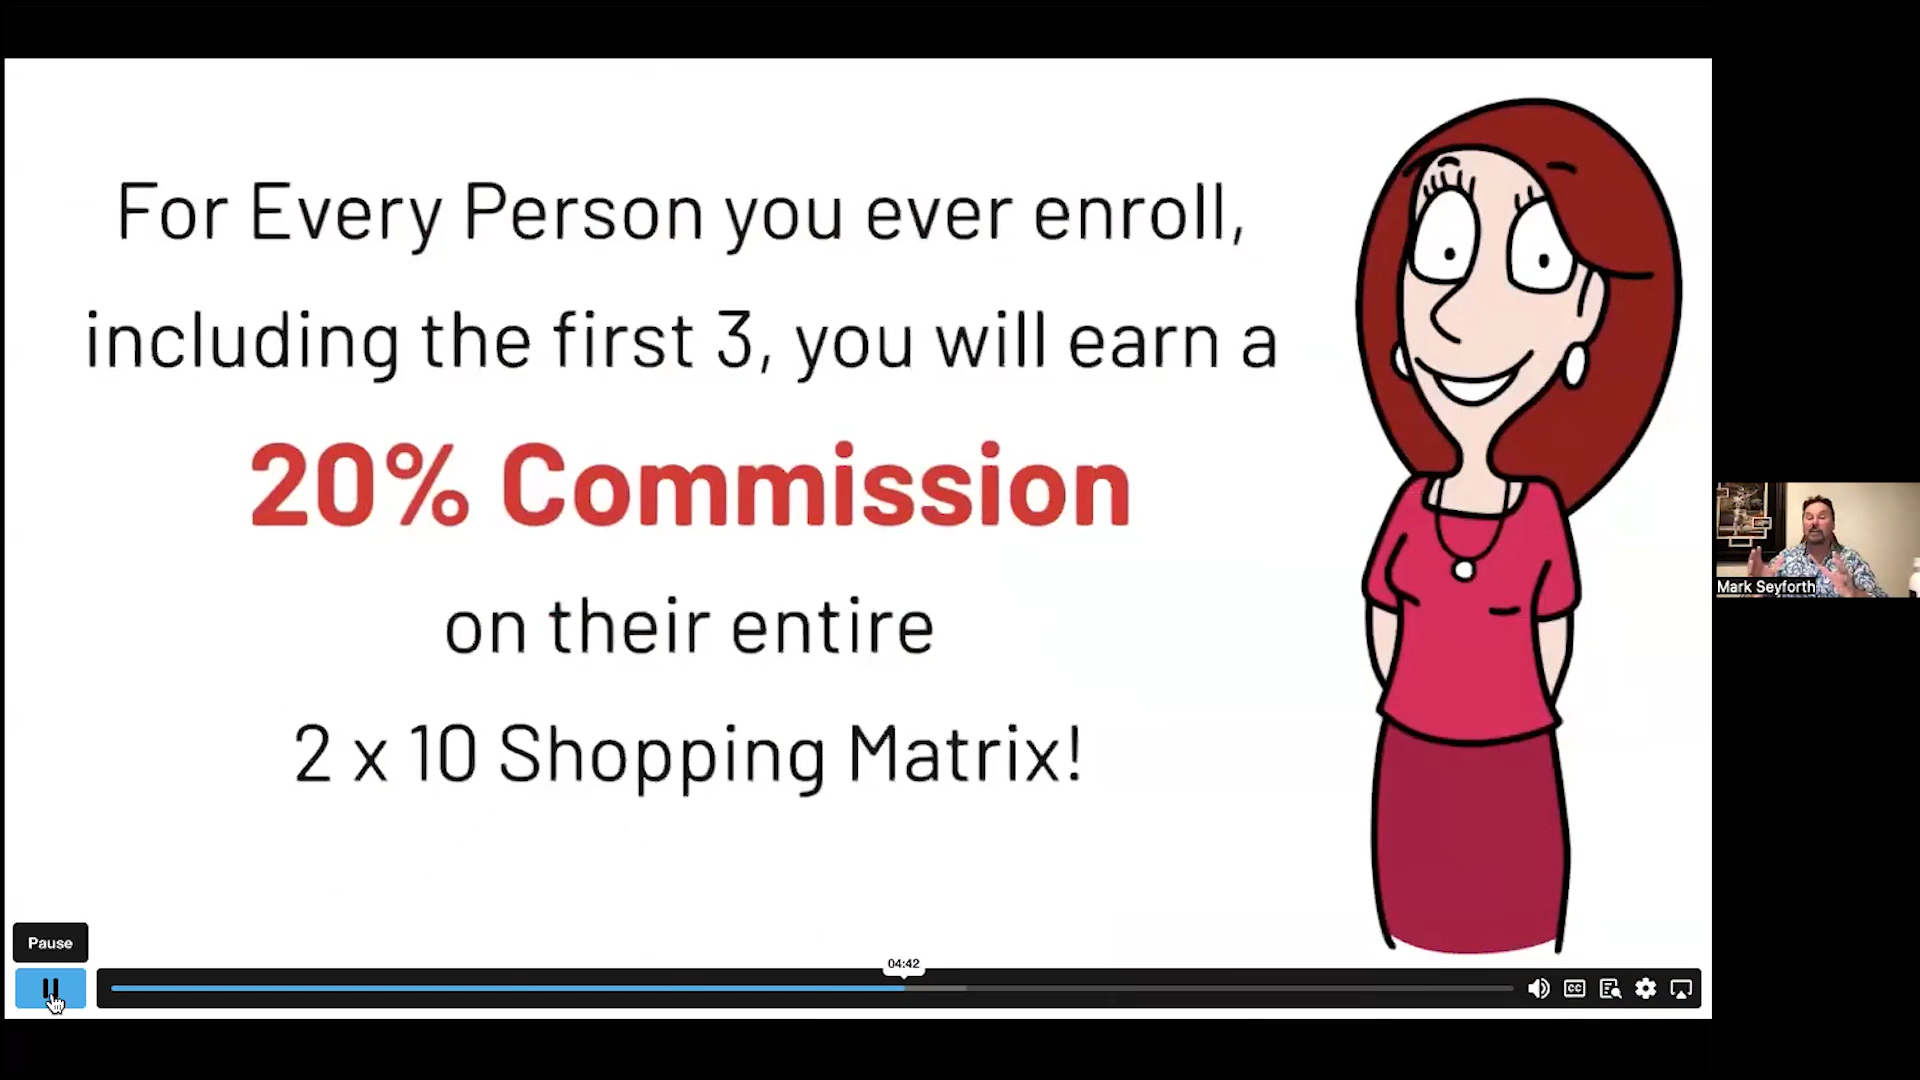 For Every Person you ever enroll,
including the first 3, you will earn a
20% Commission
on their entire
2 x 10 Shopping Matrix!
Mark Seyforth
Pause
04:42
CC